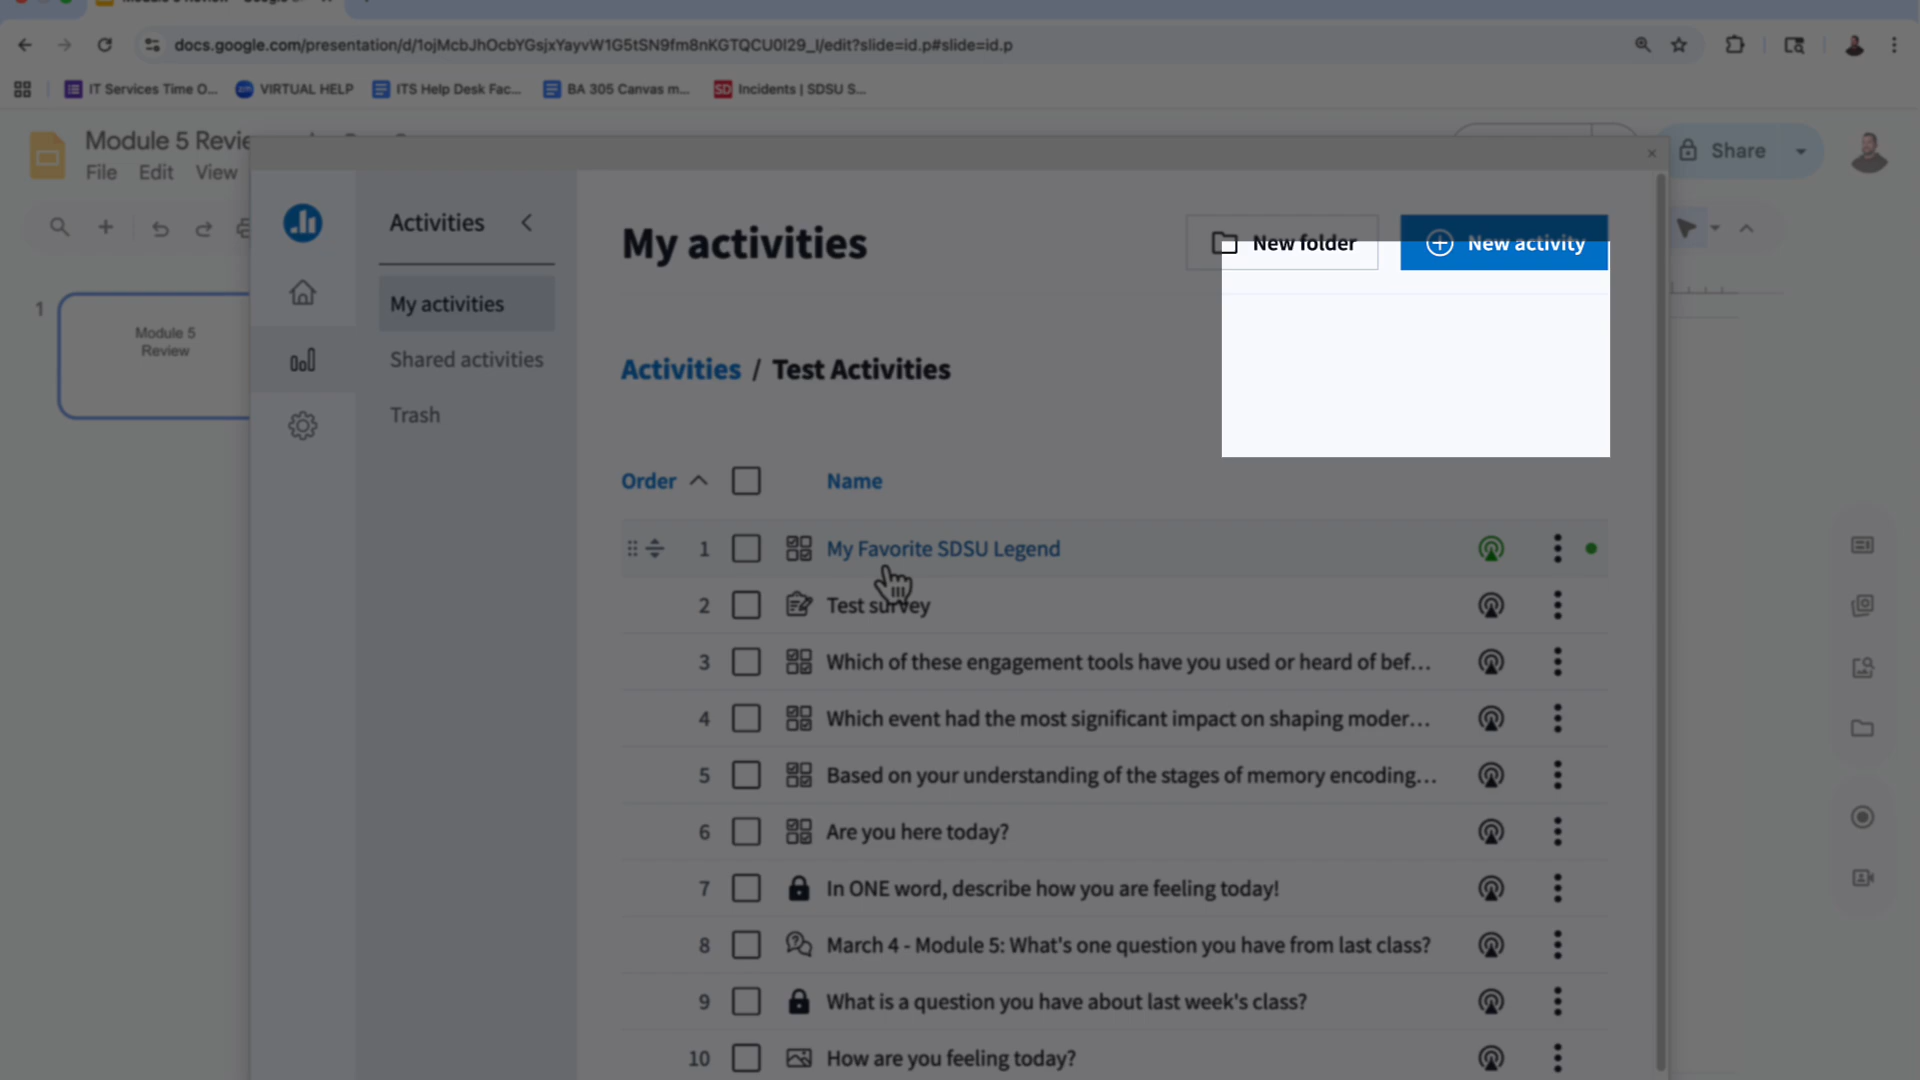 docs.google.com/presentation/d/1ojMcbJhOcbYGsjxYayvW1G5tSN9fm8nKGTQCU0I29_I/edit?slide=id.p#slide=id.p
IT Services Time O...
VIRTUAL HELP
ITS Help Desk Fac...
BA 305 Canvas m...
SD Incidents | SDSU S...
Module 5 Revie
File Edit View
Share
1
Module 5
Review
Activities
My activities
Shared activities
Trash
My activities
New folder
New activity
Activities / Test Activities
Order Name
1 My Favorite SDSU Legend
2 Test survey
3 Which of these engagement tools have you used or heard of bef...
4 Which event had the most significant impact on shaping moder...
5 Based on your understanding of the stages of memory encoding...
6 Are you here today?
7 In ONE word, describe how you are feeling today!
8 March 4 - Module 5: What's one question you have from last class?
9 What is a question you have about last week's class?
10 How are you feeling today?